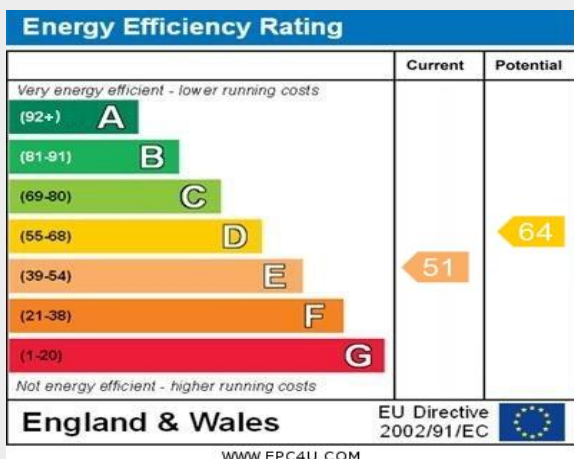 Energy Efficiency Rating
Current Potential
Very energy efficient - lower running costs
(92+) A
(81-91) B
(69-80) C
(55-68) D
64
(39-54) E
51
(21-38) F
(1-20) G
Not energy efficient - higher running costs
England & Wales
EU Directive
2002/91/EC
WWW.EPC4U.COM